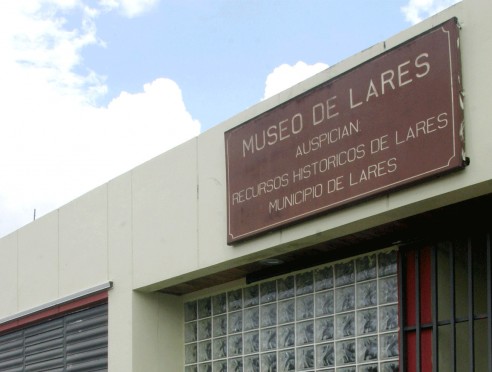 MUSEO DE LARES
AUSPICIAN:
RECURSOS HISTORICOS DE LARES
MUNICIPIO DE LARES